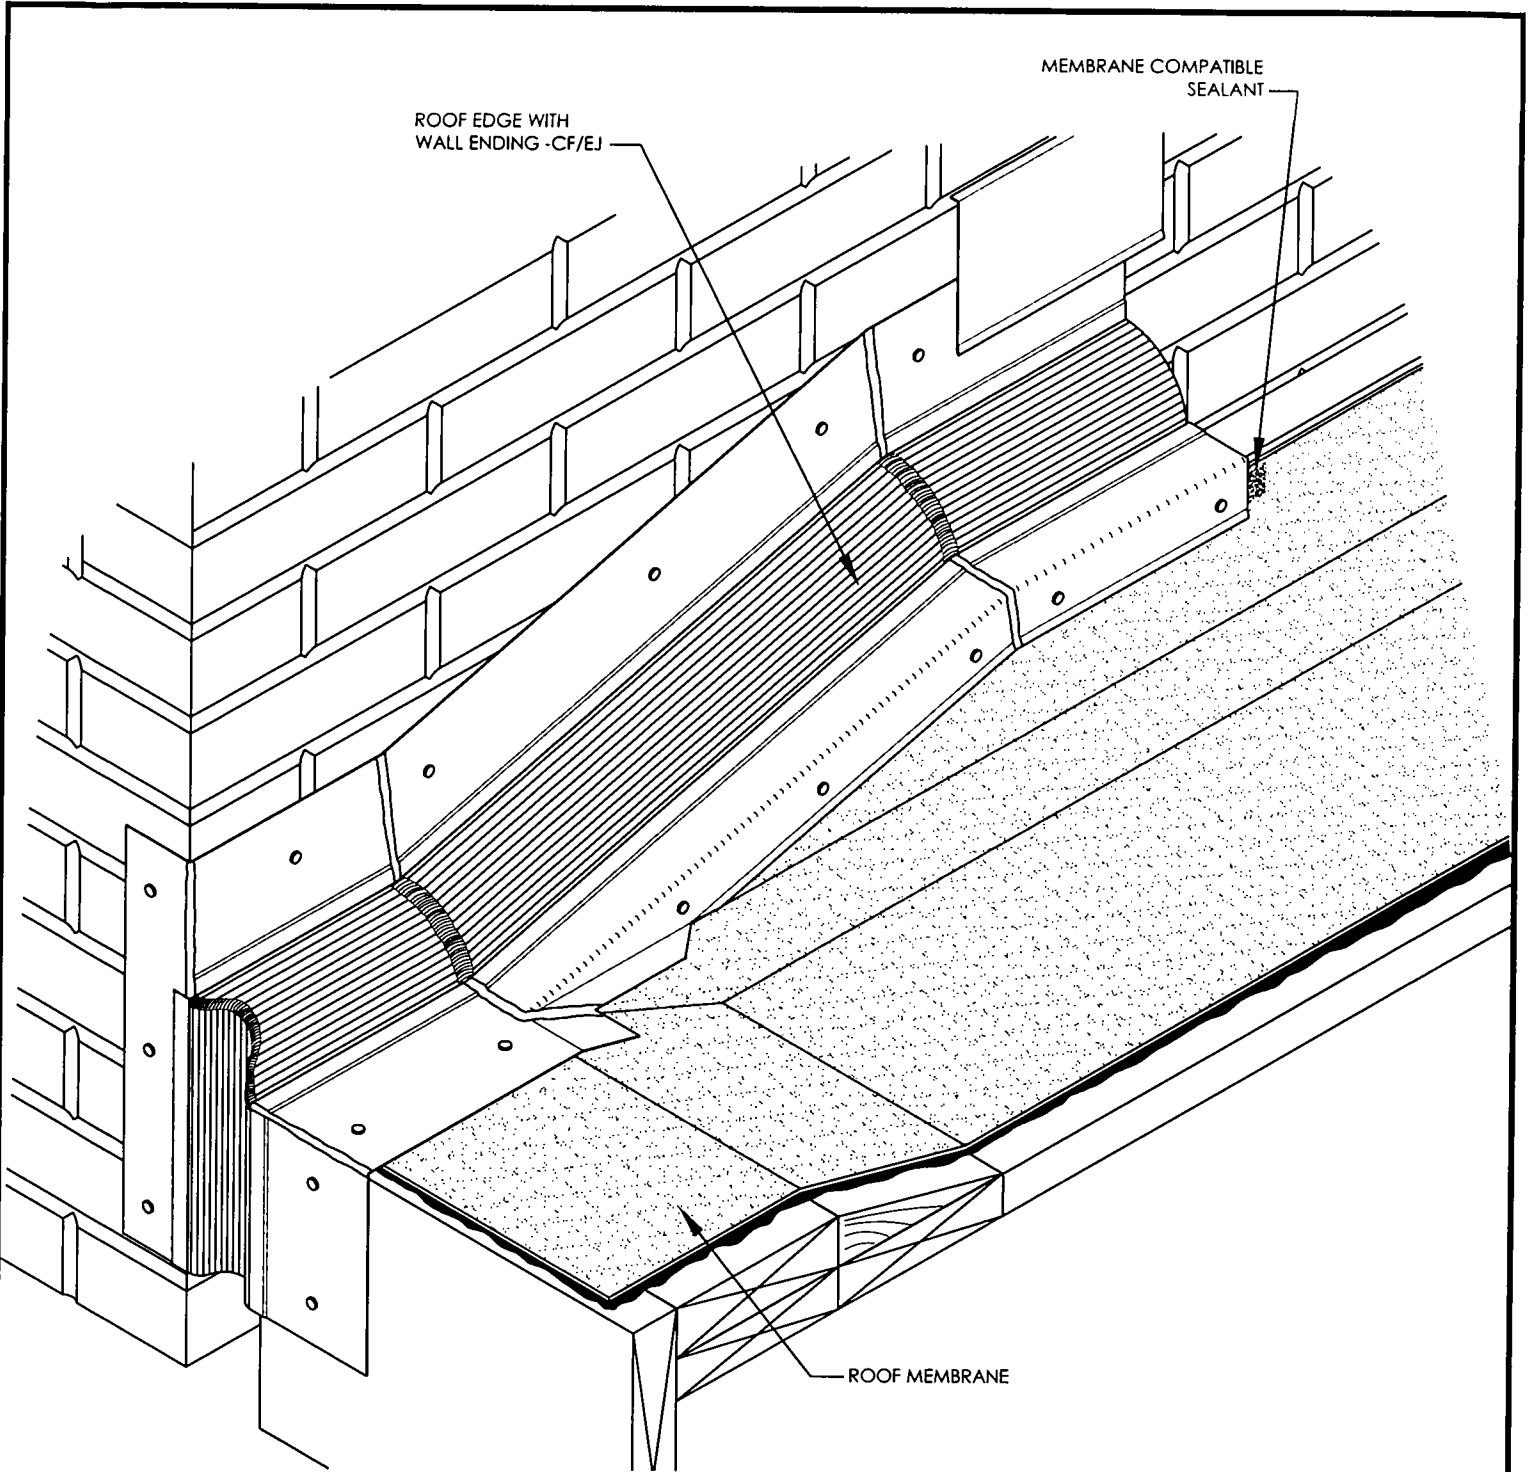 MEMBRANE COMPATIBLE
SEALANT
ROOF EDGE WITH
WALL ENDING -CF/EJ
ROOF MEMBRANE